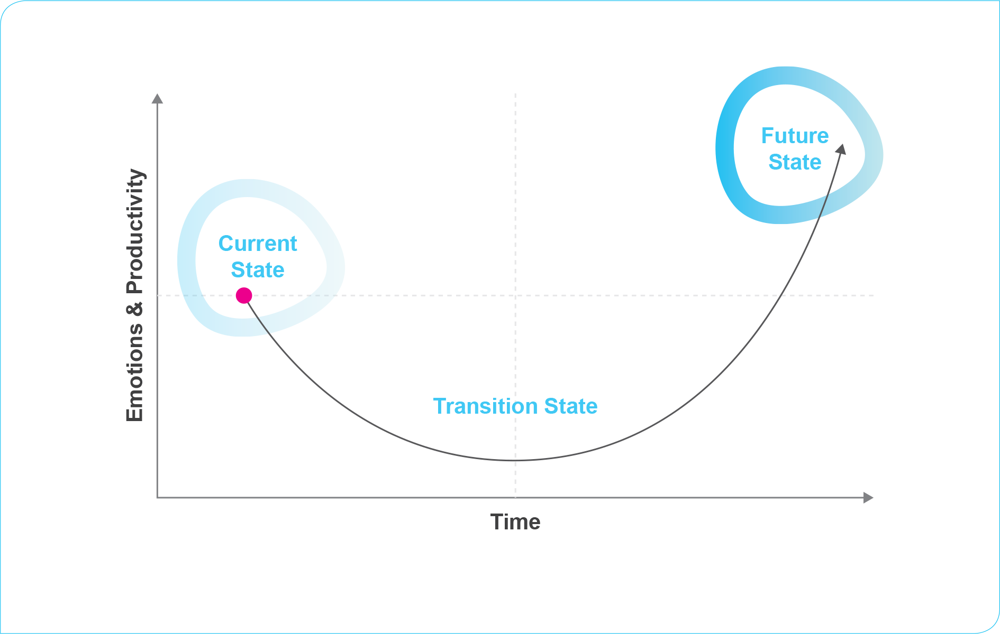 Future
State
Current
State
Emotions & Productivity
Transition State
Time